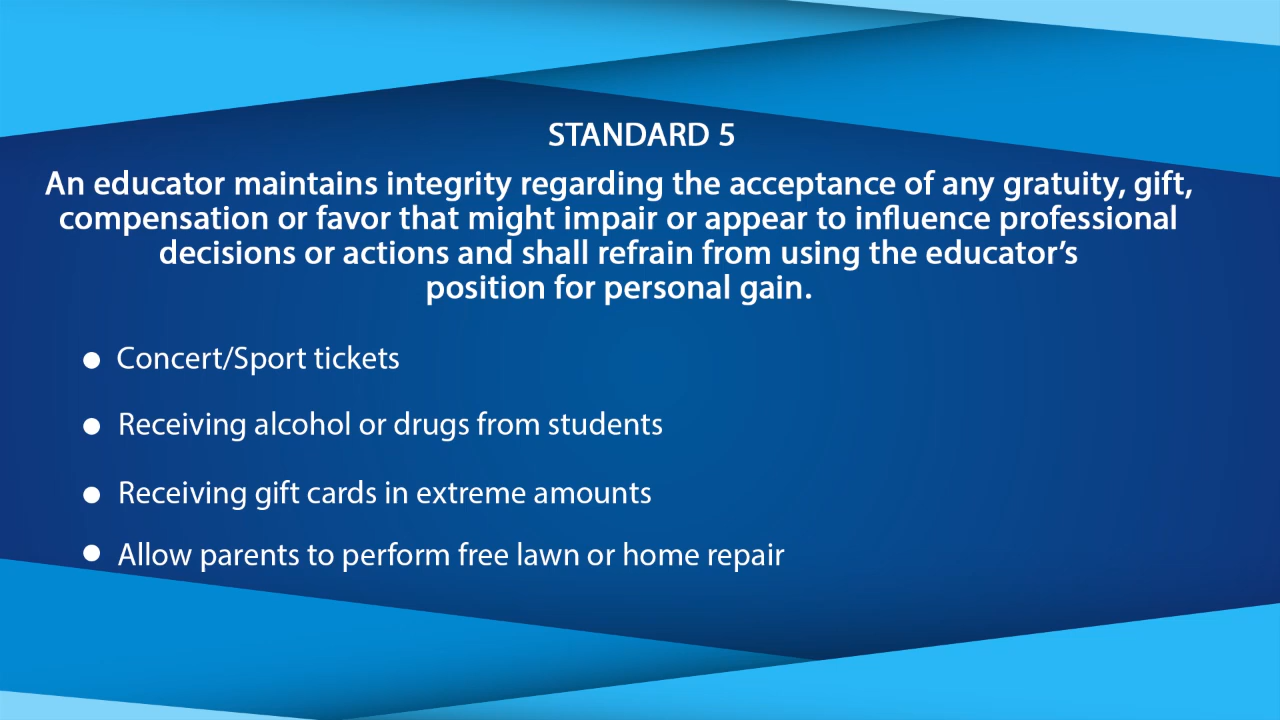 STANDARD 5
An educator maintains integrity regarding the acceptance of any gratuity, gift,
compensation or favor that might impair or appear to influence professional
decisions or actions and shall refrain from using the educator’s
position for personal gain.
● Concert/Sport tickets
● Receiving alcohol or drugs from students
● Receiving gift cards in extreme amounts
● Allow parents to perform free lawn or home repair